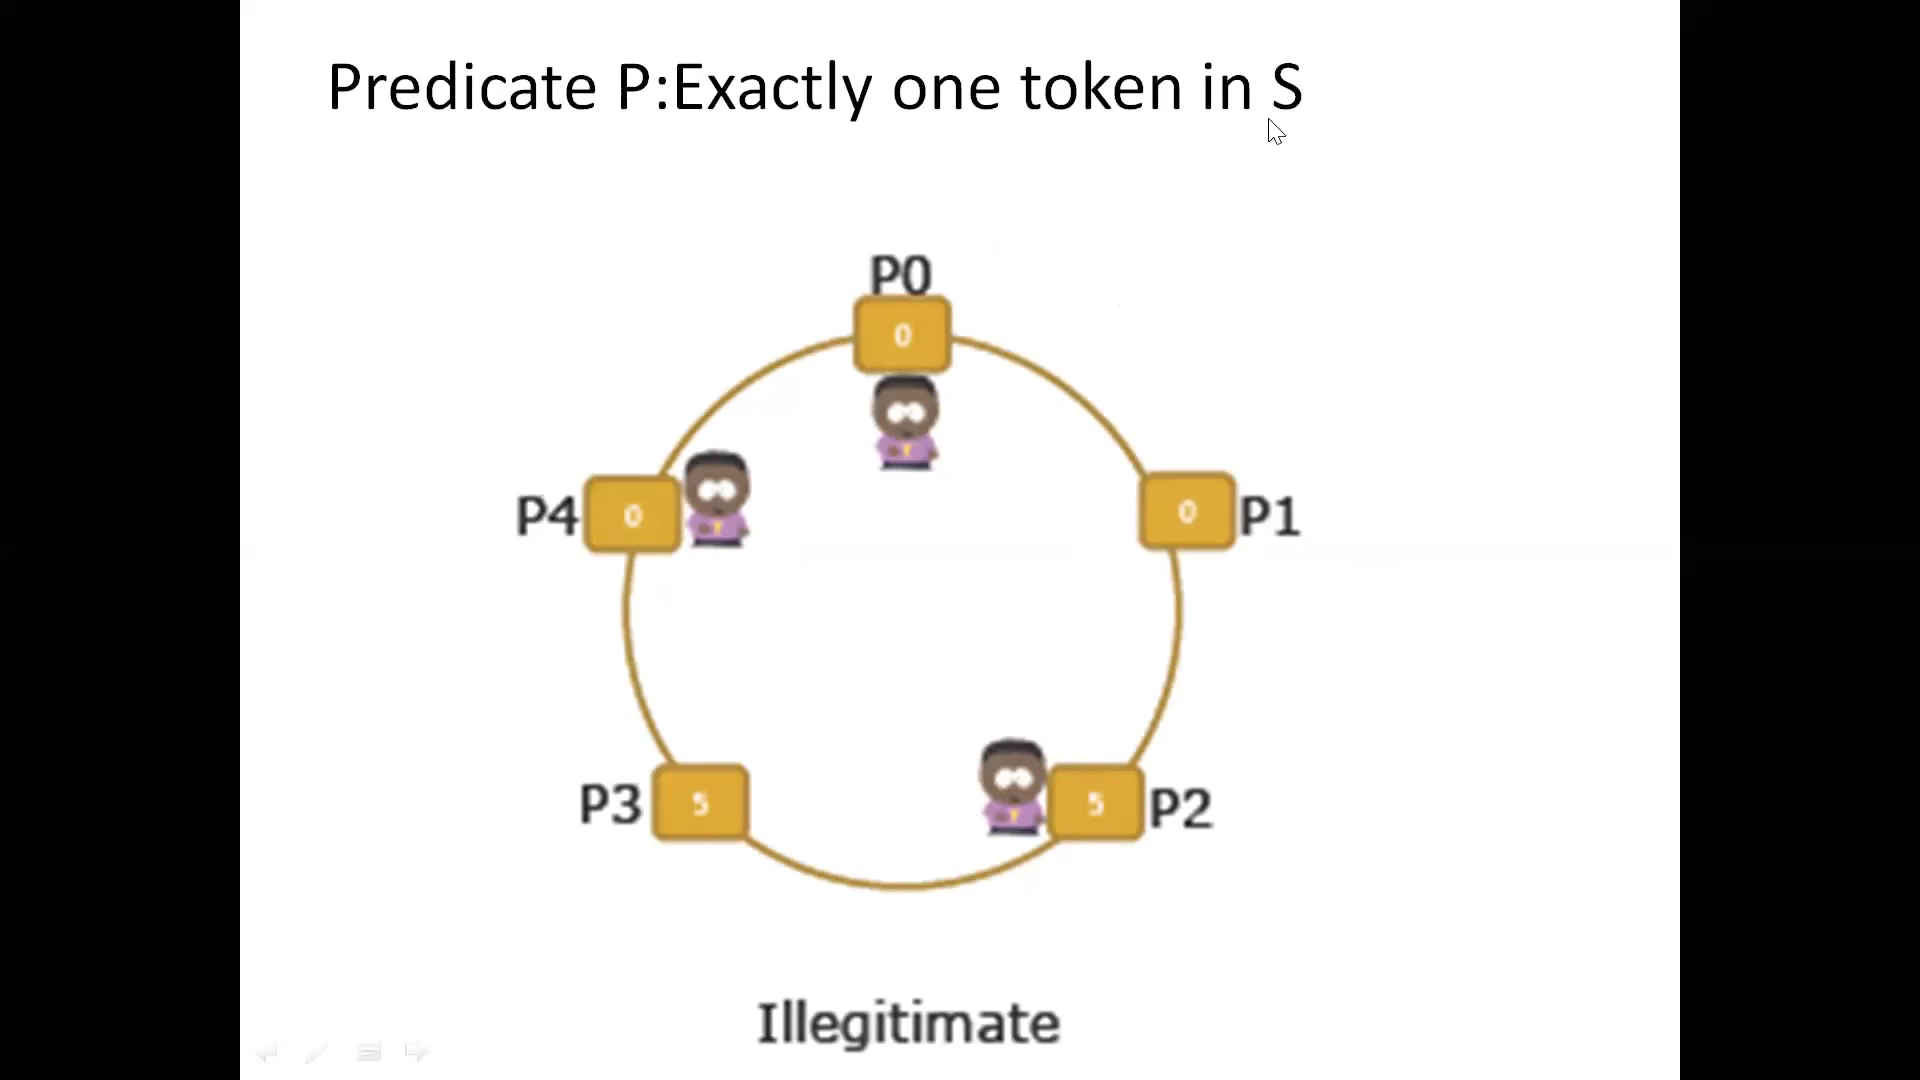 Predicate P:Exactly one token in S
P0
0
P4
0
0
P1
P3
5
5
P2
Illegitimate